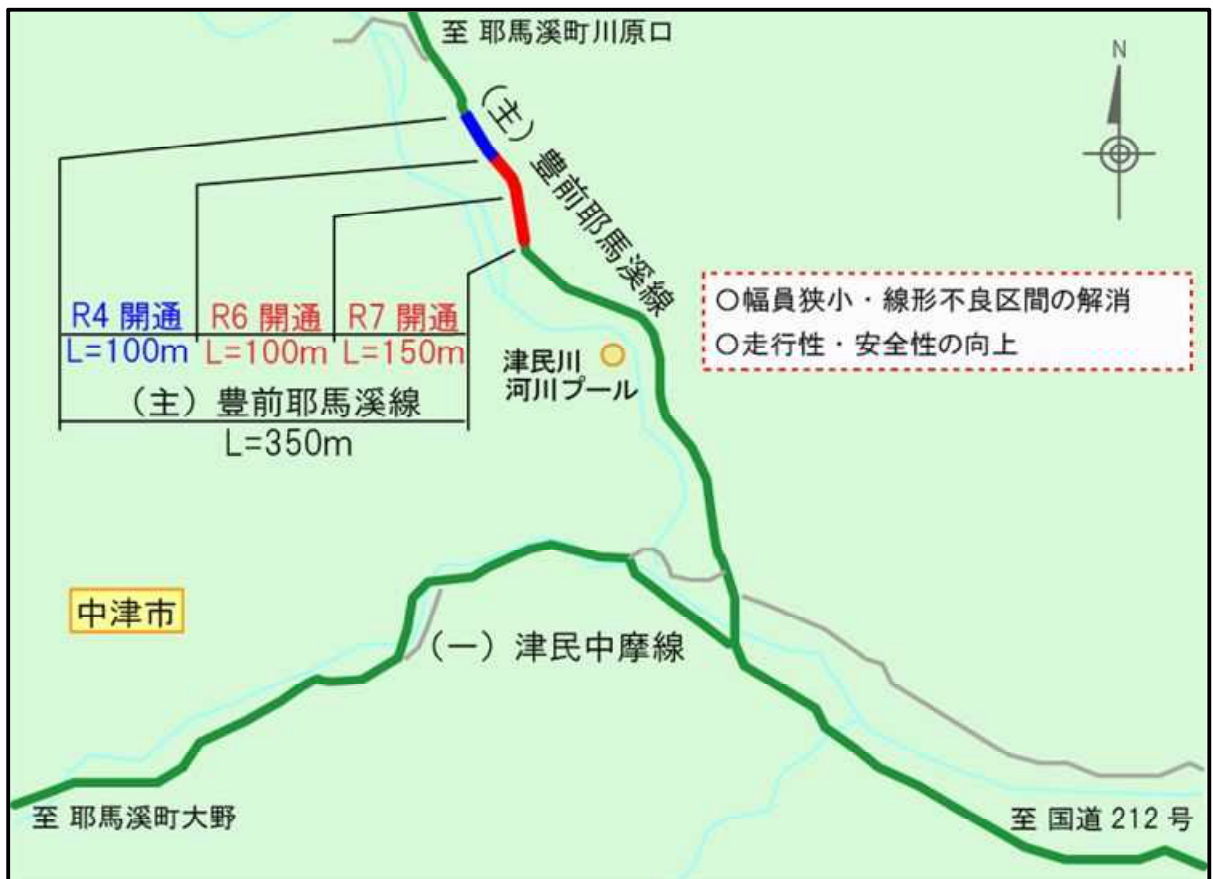 至 耶馬溪町川原口
N
(主)豊前耶馬溪線
R4 開通
L=100m
R6 開通
L=100m
R7 開通
L=150m
(主)豊前耶馬溪線
L=350m
○幅員狭小・線形不良区間の解消
○走行性・安全性の向上
津民川
河川プール
中津市
(一)津民中摩線
至 耶馬溪町大野
至 国道 212 号